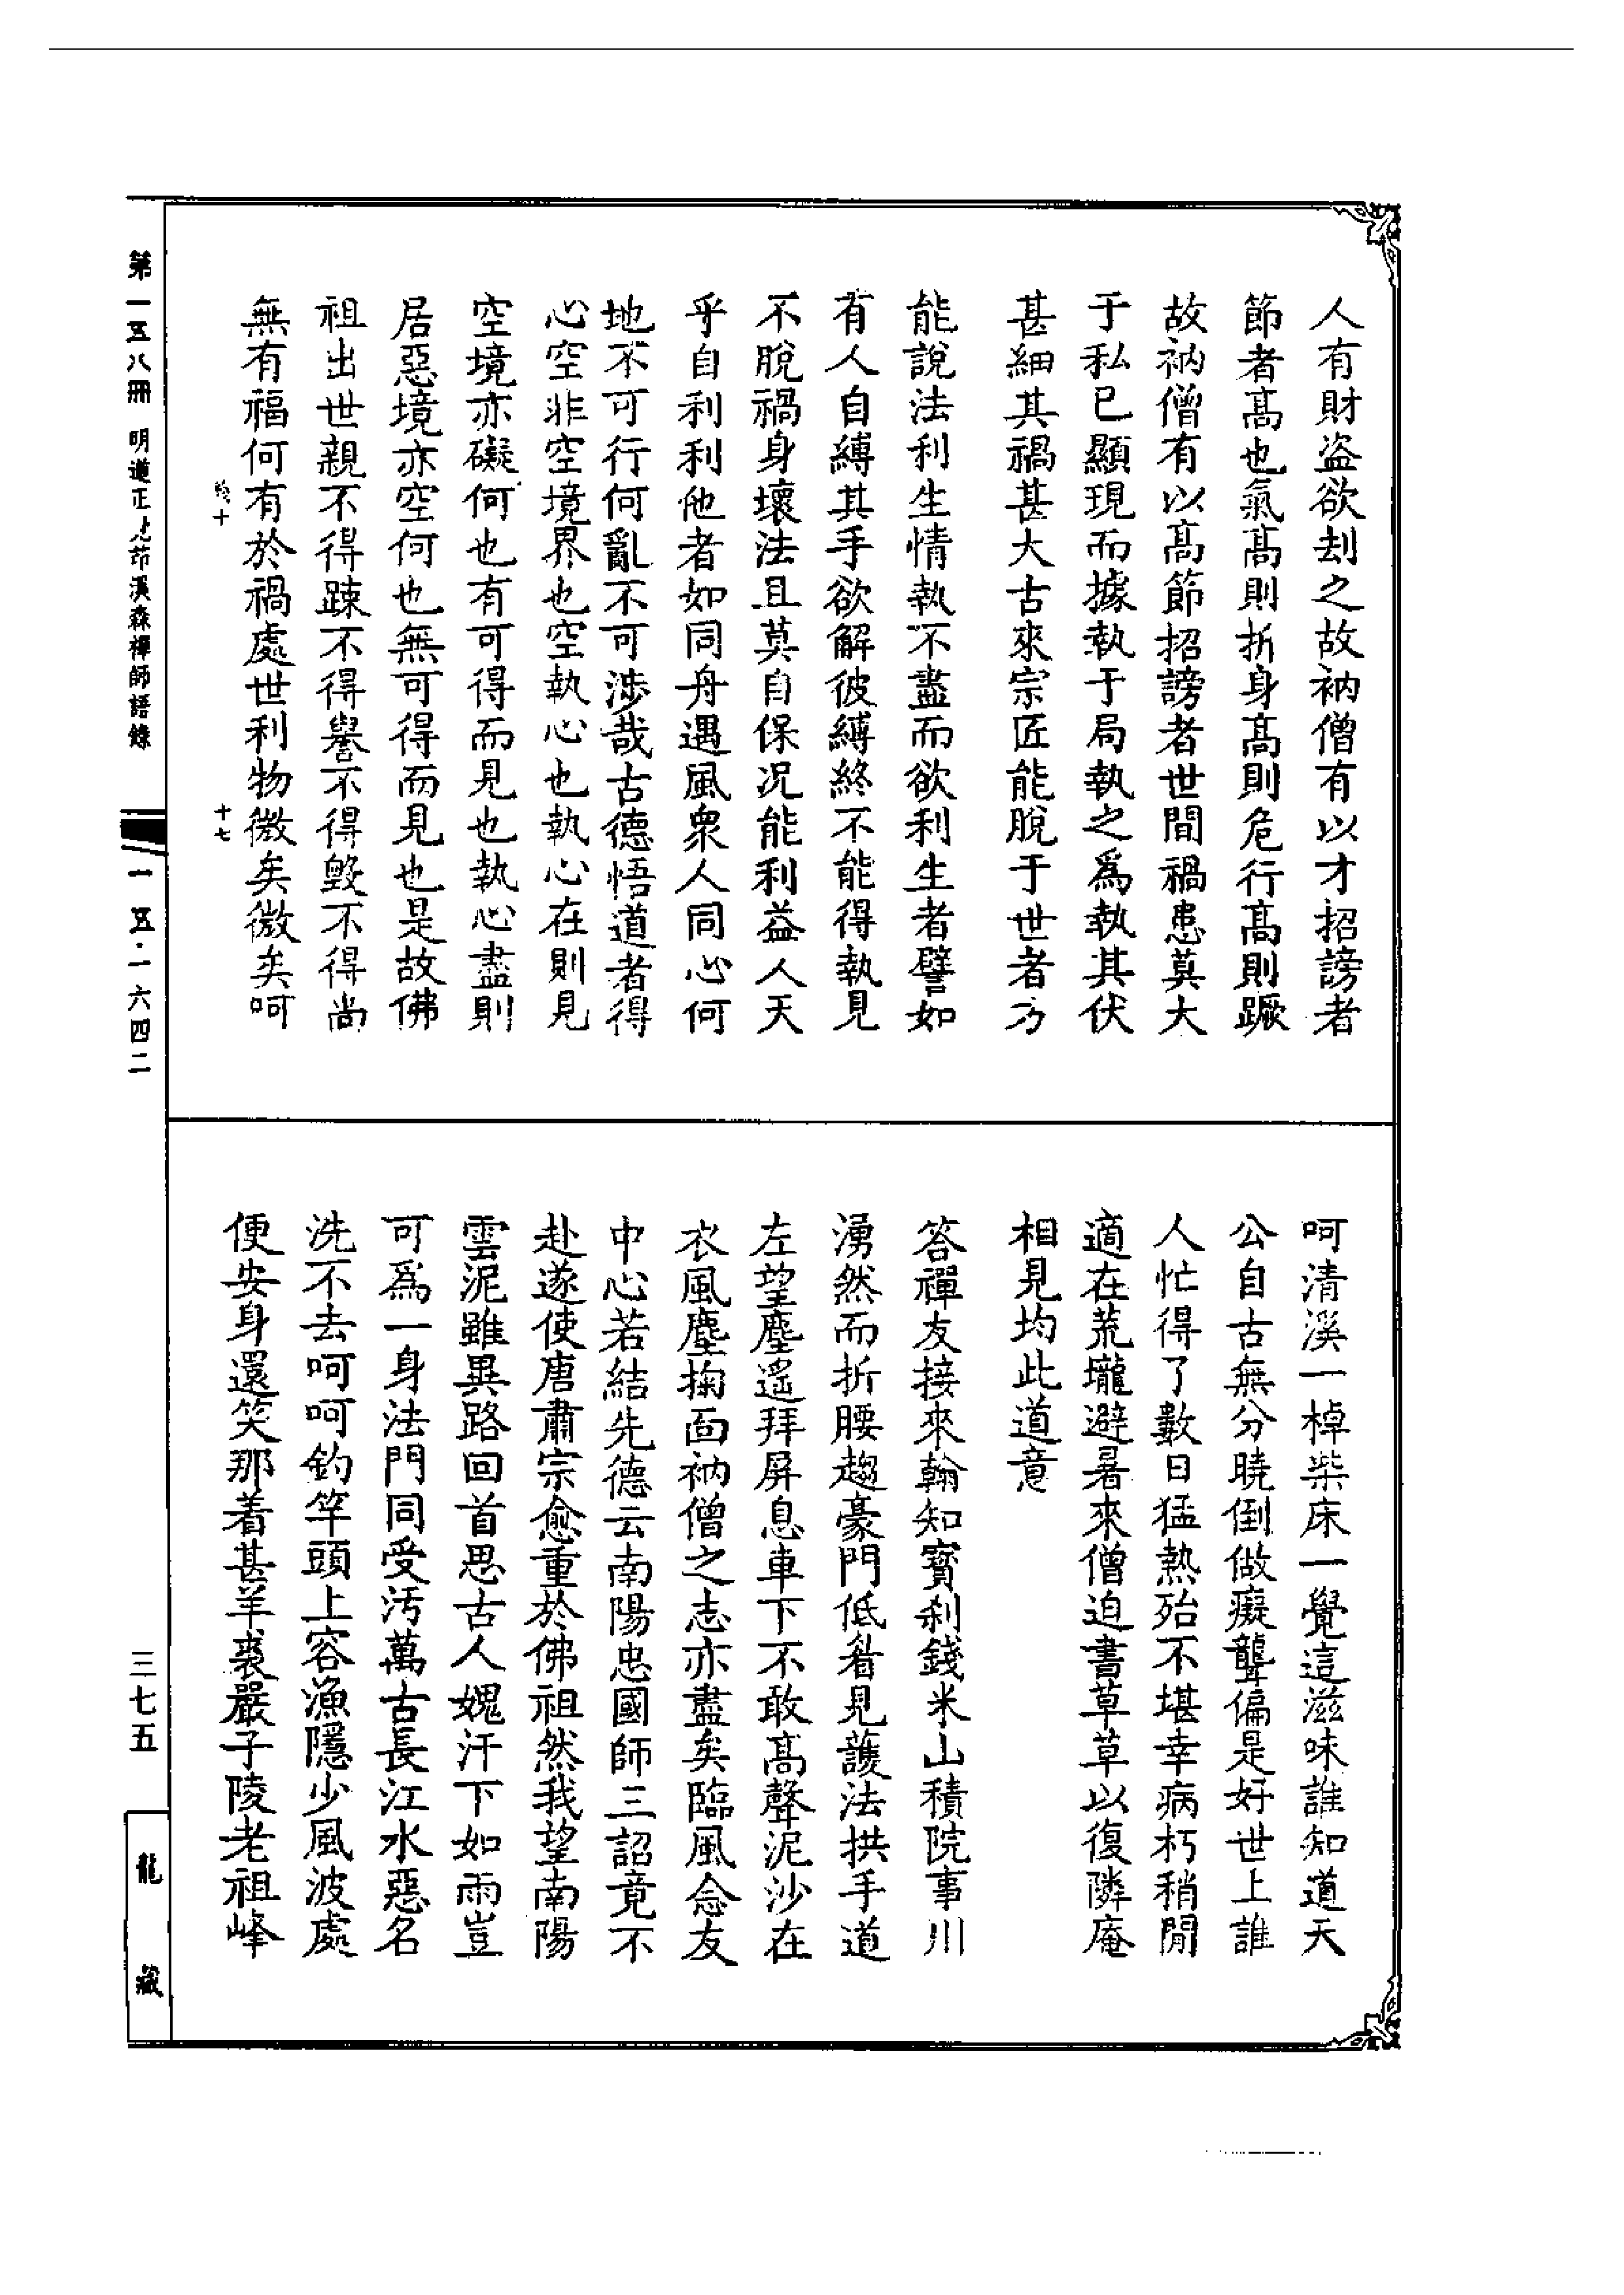 人有財盜欲刦之故衲僧有以才招謗者
節者髙也氣髙則折身髙則危行髙則蹶
故衲僧有以髙節招謗者世間禍患莫大
于私已顯現而據執于局執之爲執其伏
甚細其禍甚大古來宗匠能脫于世者乃
能說法利生情執不盡而欲利生者譬如
有人自縛其手欲解彼縛終不能得執見
不脫禍身壞法且莫自保况能利益人天
乎自利利他者如同舟遇風衆人同心何
地不可行何亂不可涉哉古德悟道者得
心空非空境界也空執心也執心在則見
空境亦礙何也有可得而見也執心盡則
居惡境亦空何也無可得而見也是故佛
祖出世親不得踈不得譽不得毀不得尚
無有福何有於禍處世利物微矣微矣呵
十七
呵清溪一棹柴床一覺這滋味誰知道天
公自古無分曉倒做癡聾偏是好世上誰
人忙得了數日猛熱殆不堪幸病朽稍閒
適在荒壠避暑來僧迫書草草以復隣庵
相見均此道意
答禪友接來翰知寳刹錢米山積院事川
湧然而折腰趨豪門低眷見護法拱手道
左望塵遙拜屏息車下不敢髙聲泥沙在
衣風塵掬面衲僧之志亦盡矣臨風念友
中心若結先德云南陽忠國師三詔竟不
赴遂使唐肅宗愈重於佛祖然我望南陽
雲泥雖異路回首思古人媿汗下如雨豈
可爲一身法門同受汚萬古長江水惡名
洗不去呵呵釣竿頭上容漁隱少風波處
便安身還笑那着甚羊裘嚴子陵老祖峰
第一五八冊 明道正覺茆溪森禪師語錄
一五·一六四二
三七五
龍藏